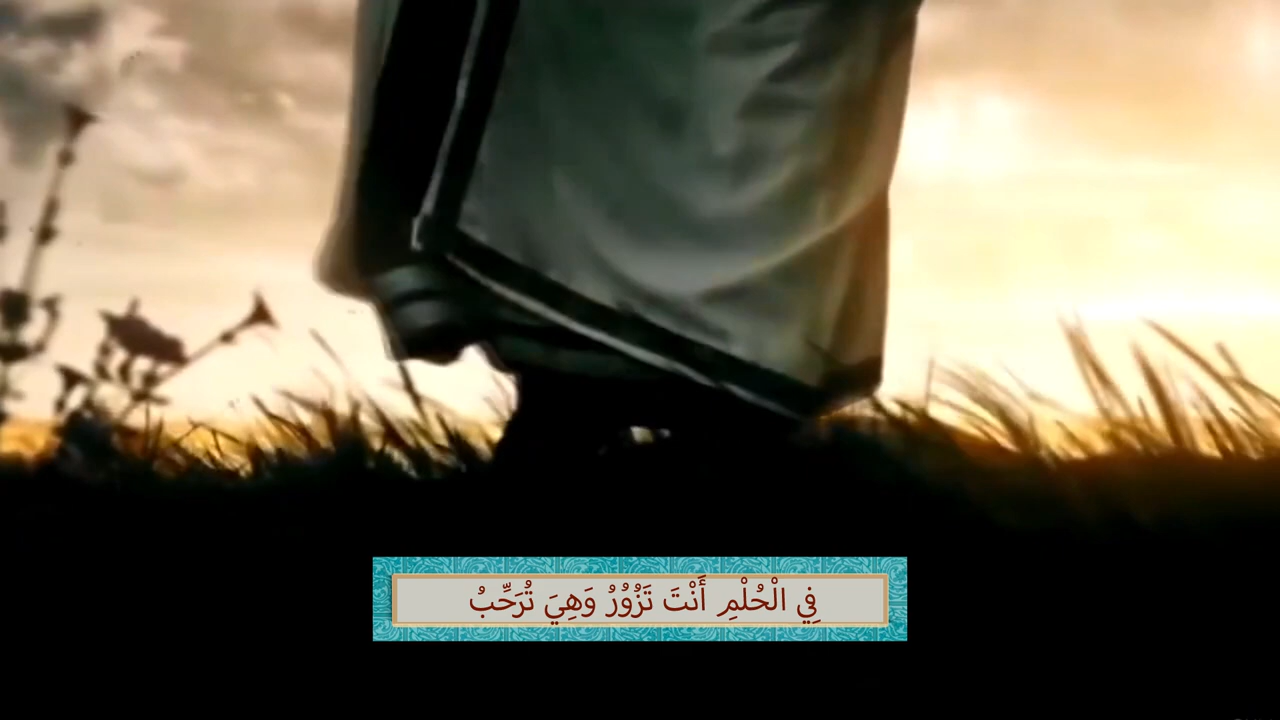 فِي الْحُلْمِ أَنْتَ تَزُوْرُ وَهِيَ تُرَحِّبُ